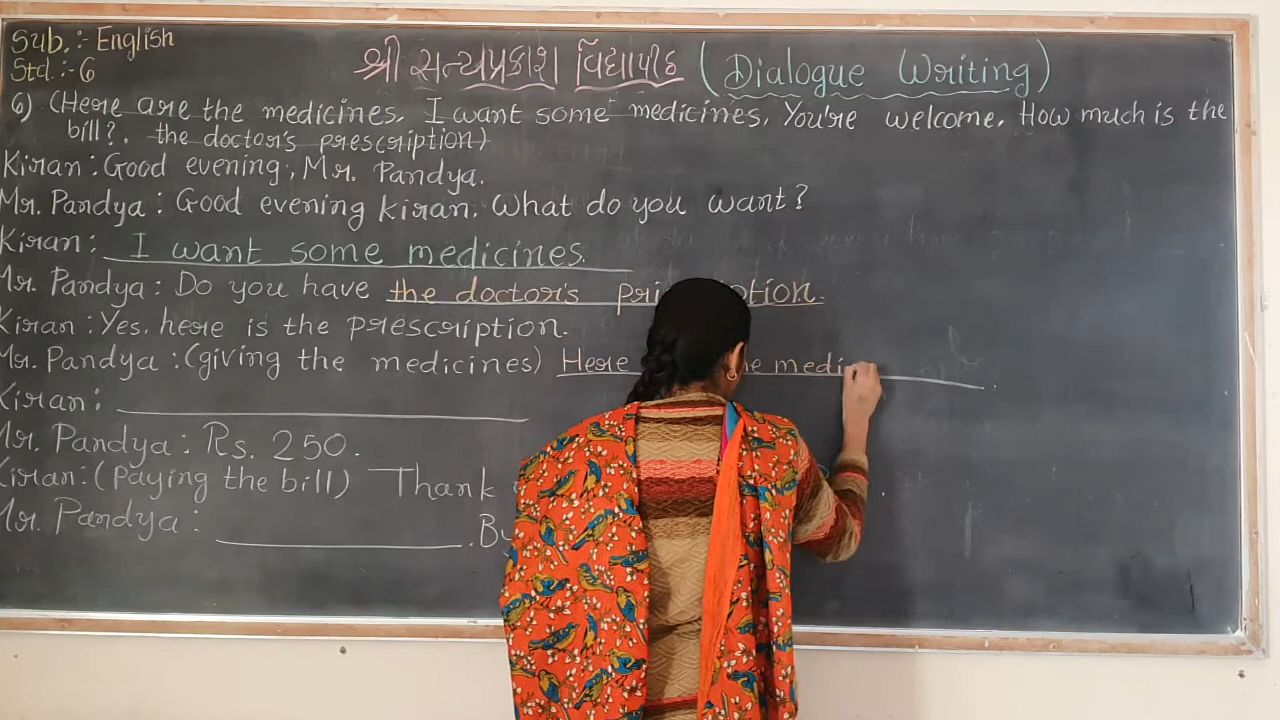 Sub.:- English
Std.:- 6
શ્રી સત્યપ્રકાશ વિદ્યાપીઠ (Dialogue Writing)
6) (Here are the medicines. I want some medicines. You're welcome. How much is the
bill?. the doctor's prescription)
Kiran: Good evening, Mr. Pandya.
Mr. Pandya: Good evening kiran. What do you want?
Kiran: I want some medicines.
Mr. Pandya: Do you have the doctor's
Kiran: Yes, here is the prescription.
Mr. Pandya: (giving the medicines) Here medi
Kiran:
Mr. Pandya: Rs. 250.
Kiran: (Paying the bill) Thank
Mr. Pandya: ____. By